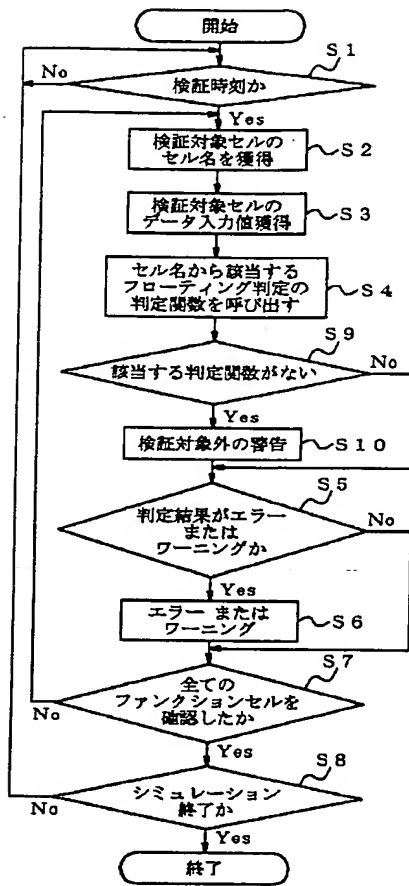 開始
S1
No
検証時刻か
Yes
検証対象セルの
セル名を獲得
S2
検証対象セルの
データ入力値獲得
S3
セル名から該当する
フローティング判定の
判定関数を呼び出す
S4
S9
該当する判定関数がない
No
Yes
検証対象外の警告
S10
S5
判定結果がエラー
または
ワーニングか
No
Yes
エラー または
ワーニング
S6
S7
全ての
ファンクションセルを
確認したか
No
Yes
S8
シミュレーション
終了か
No
Yes
終了